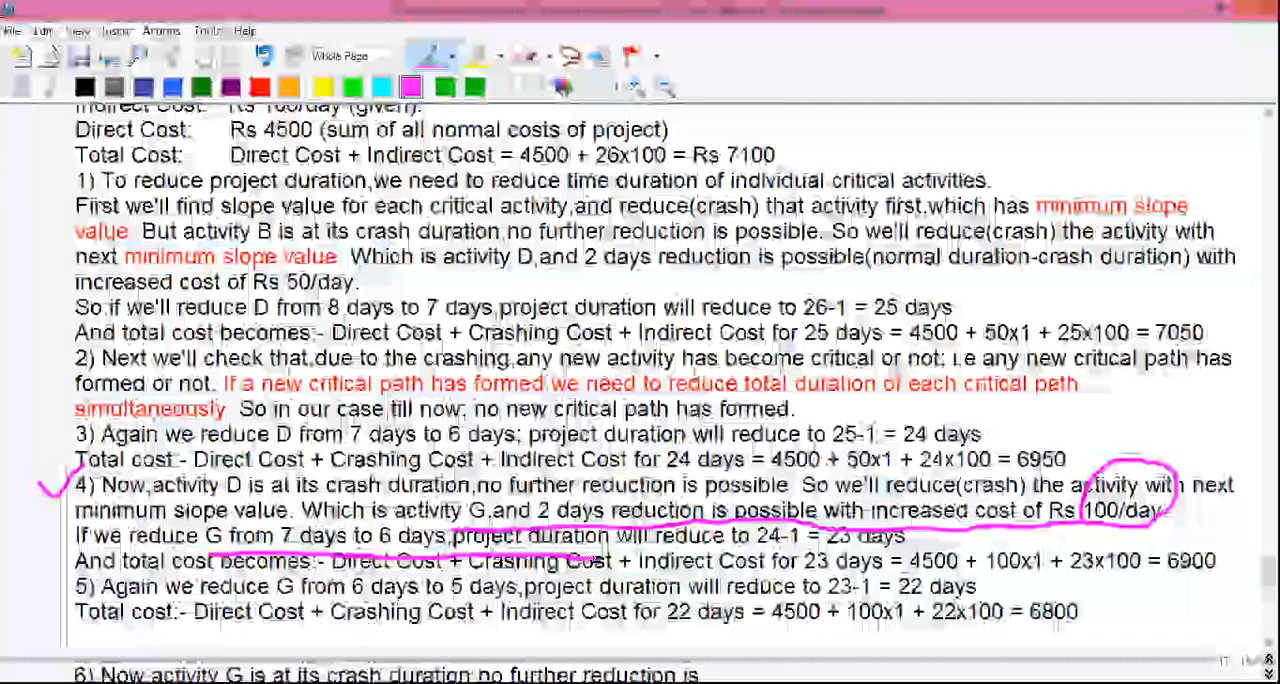 File Edit View Insert Actions Tools Help
Whole Page
Indirect Cost: Rs 100/day (given).
Direct Cost: Rs 4500 (sum of all normal costs of project)
Total Cost: Direct Cost + Indirect Cost = 4500 + 26x100 = Rs 7100
1) To reduce project duration,we need to reduce time duration of individual critical activities.
First we'll find slope value for each critical activity,and reduce(crash) that activity first,which has minimum slope
value. But activity B is at its crash duration,no further reduction is possible. So we'll reduce(crash) the activity with
next minimum slope value. Which is activity D,and 2 days reduction is possible(normal duration-crash duration) with
increased cost of Rs 50/day.
So if we'll reduce D from 8 days to 7 days,project duration will reduce to 26-1 = 25 days
And total cost becomes:- Direct Cost + Crashing Cost + Indirect Cost for 25 days = 4500 + 50x1 + 25x100 = 7050
2) Next we'll check that,due to the crashing,any new activity has become critical or not; i.e any new critical path has
formed or not. If a new critical path has formed,we need to reduce total duration of each critical path
simultaneously. So in our case till now; no new critical path has formed.
3) Again we reduce D from 7 days to 6 days; project duration will reduce to 25-1 = 24 days
Total cost:- Direct Cost + Crashing Cost + Indirect Cost for 24 days = 4500 + 50x1 + 24x100 = 6950
4) Now,activity D is at its crash duration,no further reduction is possible. So we'll reduce(crash) the activity with next
minimum slope value. Which is activity G,and 2 days reduction is possible with increased cost of Rs 100/day.
If we reduce G from 7 days to 6 days,project duration will reduce to 24-1 = 23 days
And total cost becomes:- Direct Cost + Crashing Cost + Indirect Cost for 23 days = 4500 + 100x1 + 23x100 = 6900
5) Again we reduce G from 6 days to 5 days,project duration will reduce to 23-1 = 22 days
Total cost:- Direct Cost + Crashing Cost + Indirect Cost for 22 days = 4500 + 100x1 + 22x100 = 6800
6) Now activity G is at its crash duration no further reduction is